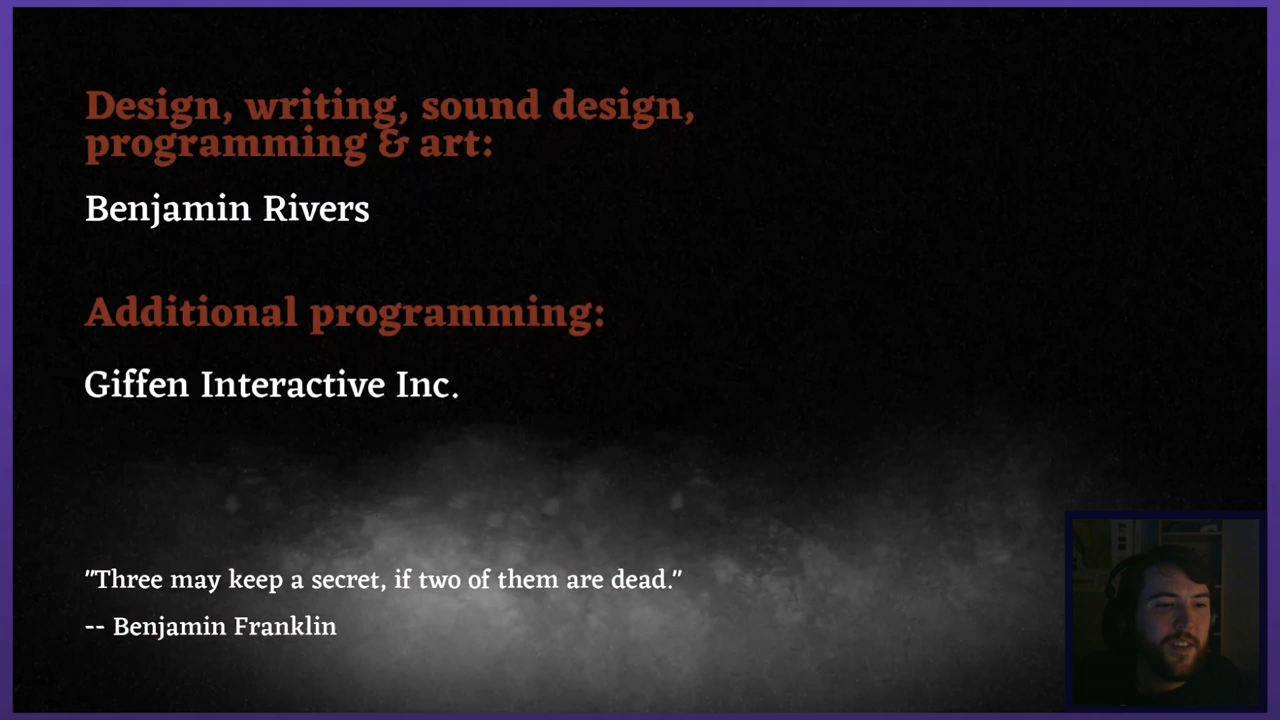 Design, writing, sound design,
programming & art:
Benjamin Rivers
Additional programming:
Giffen Interactive Inc.
"Three may keep a secret, if two of them are dead."
-- Benjamin Franklin